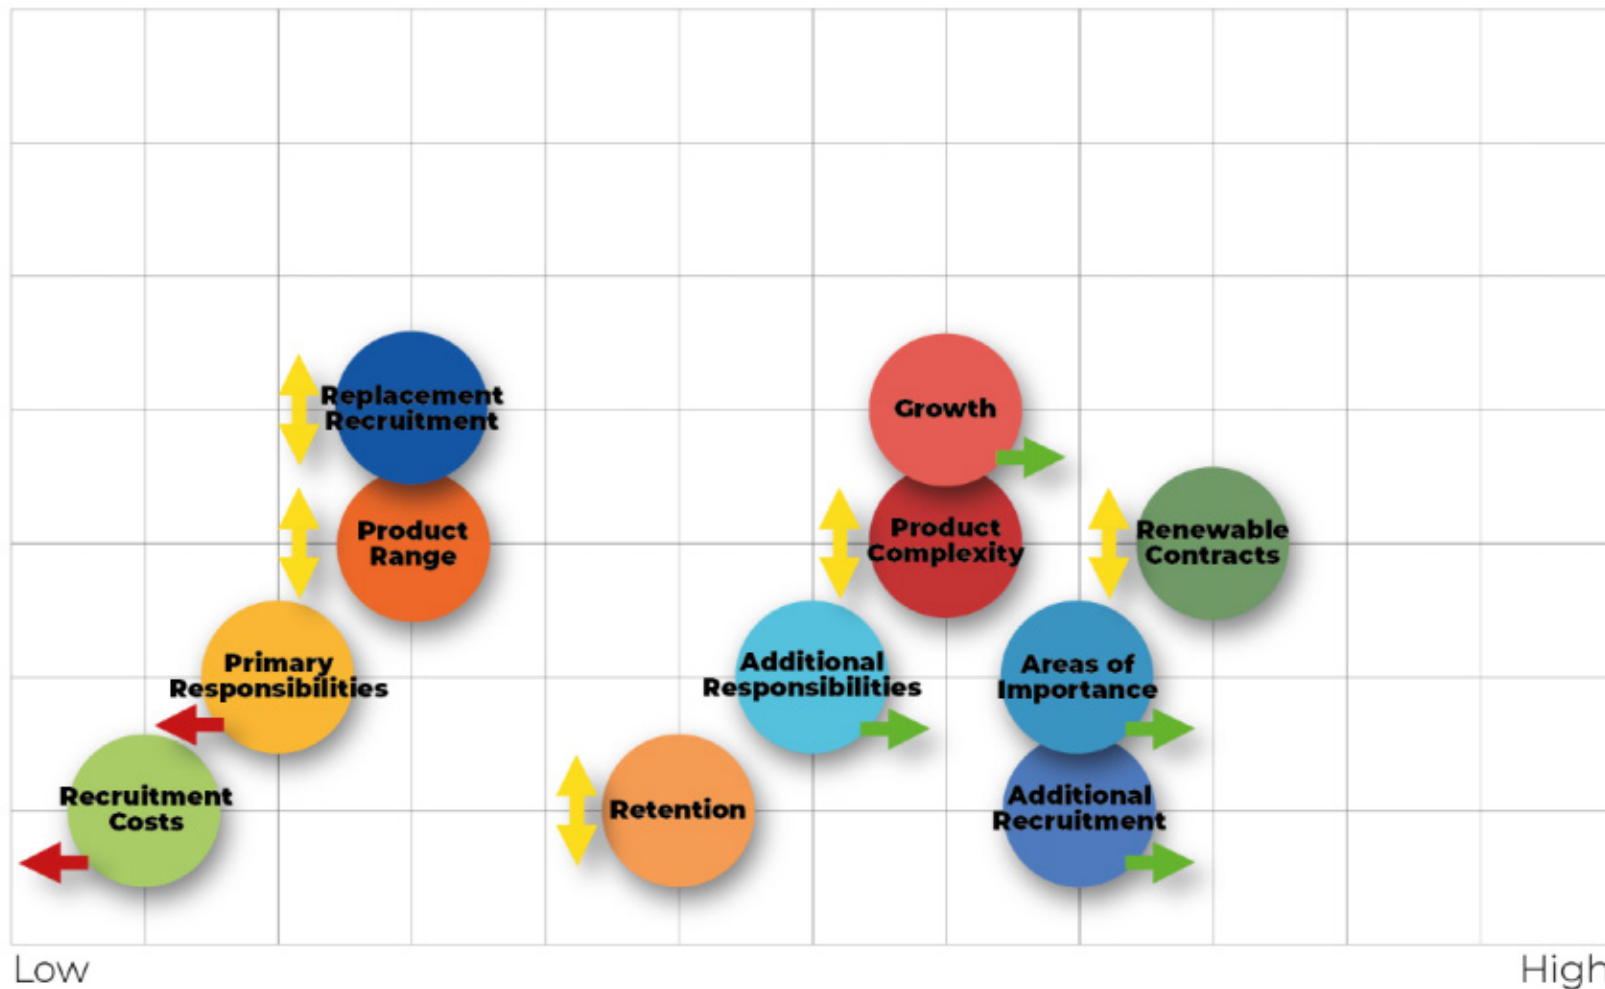 Replacement
Recruitment
Growth
Product
Range
Product
Complexity
Renewable
Contracts
Primary
Responsibilities
Additional
Responsibilities
Areas of
Importance
Recruitment
Costs
Retention
Additional
Recruitment
Low
High